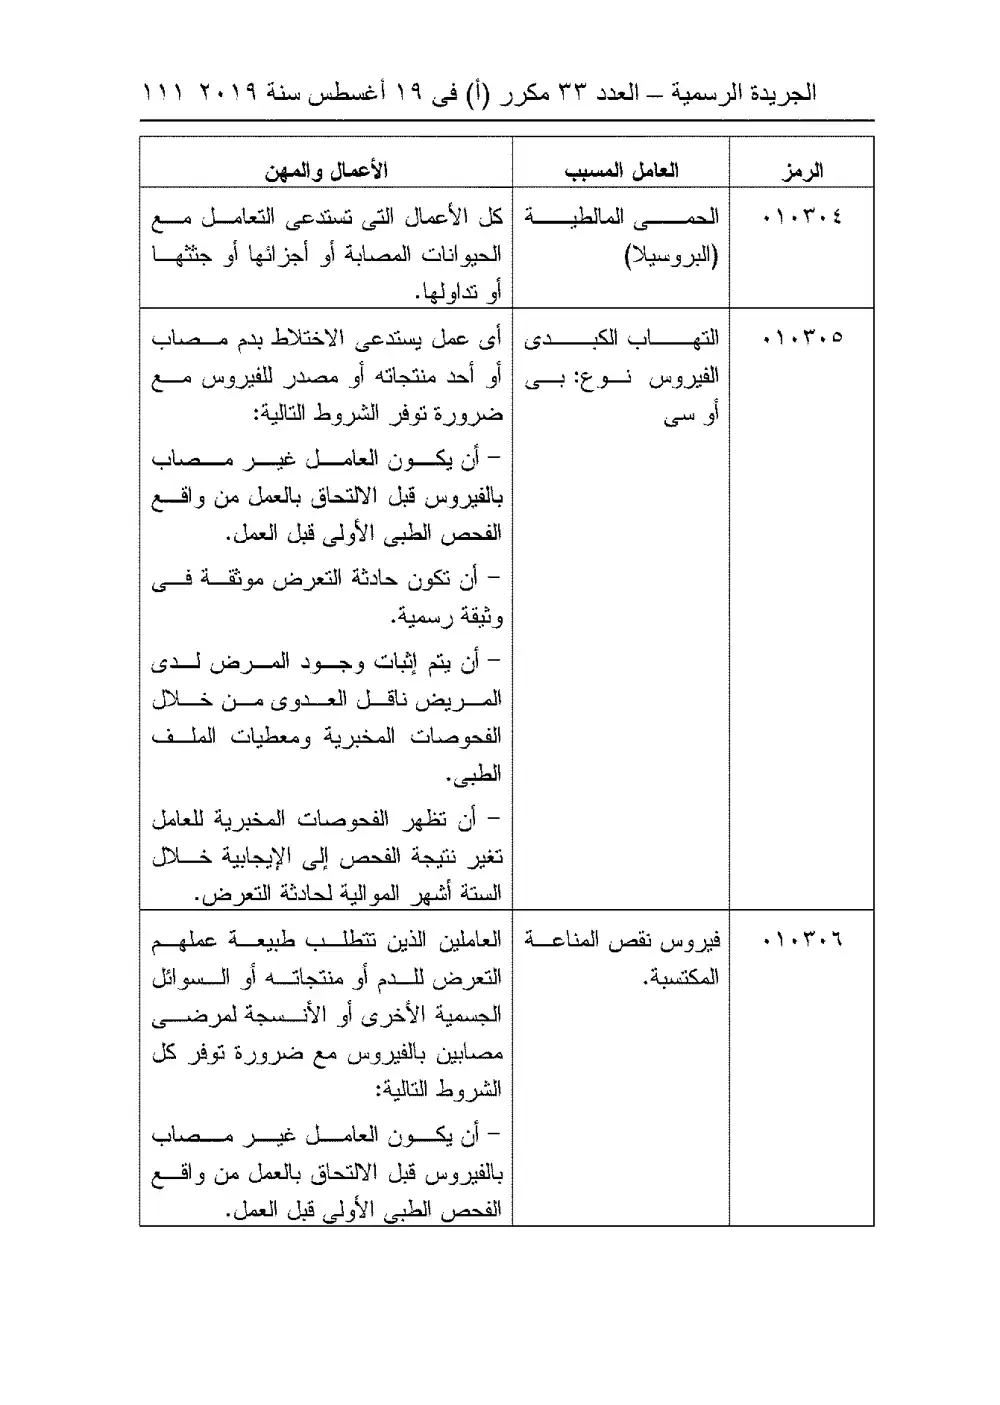 الجريدة الرسمية – العدد ٣٣ مكرر (أ) فى ١٩ أغسطس سنة ٢٠١٩ ١١١
الرمز العامل المسبب الأعمال والمهن
٠١٠٣٠٤
الحمى المالطية
(البروسيلا)
كل الأعمال التى تستدعى التعامل مع
الحيوانات المصابة أو أجزائها أو جثثها
أو تداولها.
٠١٠٣٠٥
التهاب الكبدى
الفيروس نوع: بى
أو سى
أى عمل يستدعى الاختلاط بدم مصاب
أو أحد منتجاته أو مصدر للفيروس مع
ضرورة توفر الشروط التالية:
– أن يكون العامل غير مصاب
بالفيروس قبل الالتحاق بالعمل من واقع
الفحص الطبى الأولى قبل العمل.
– أن تكون حادثة التعرض موثقة فى
وثيقة رسمية.
– أن يتم إثبات وجود المرض لدى
المريض ناقل العدوى من خلال
الفحوصات المخبرية ومعطيات الملف
الطبى.
– أن تظهر الفحوصات المخبرية للعامل
تغير نتيجة الفحص إلى الإيجابية خلال
الستة أشهر الموالية لحادثة التعرض.
٠١٠٣٠٦
فيروس نقص المناعة
المكتسبة.
العاملين الذين تتطلب طبيعة عملهم
التعرض للدم أو منتجاته أو السوائل
الجسمية الأخرى أو الأنسجة لمرضى
مصابين بالفيروس مع ضرورة توفر كل
الشروط التالية:
– أن يكون العامل غير مصاب
بالفيروس قبل الالتحاق بالعمل من واقع
الفحص الطبى الأولى قبل العمل.